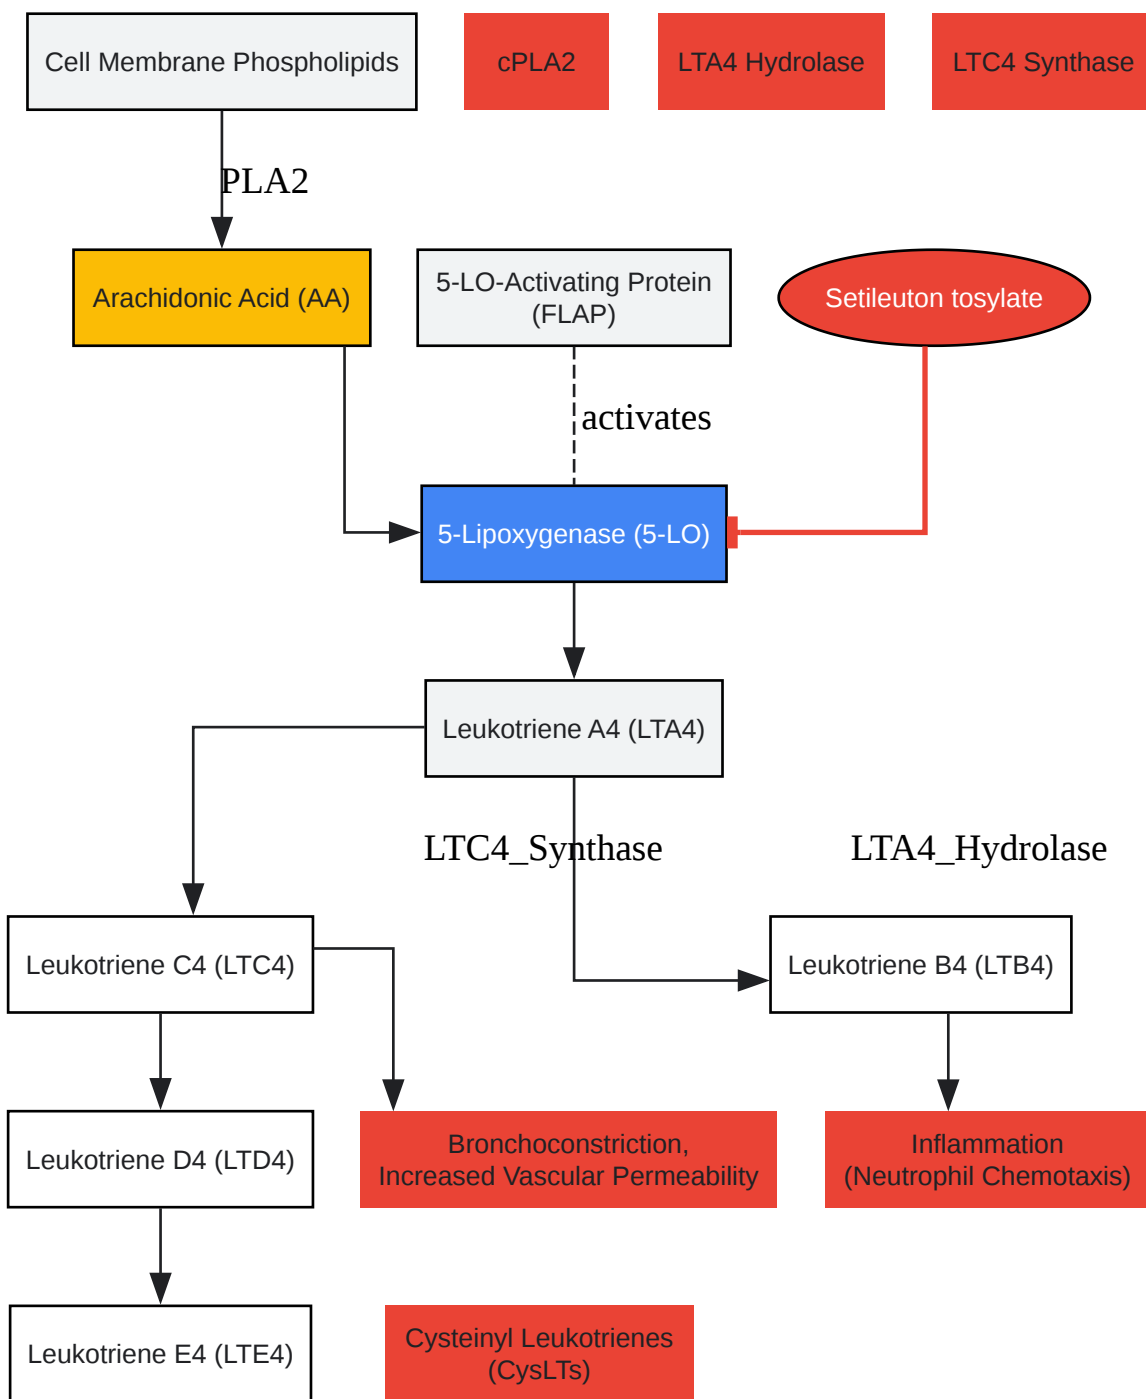 Cell Membrane Phospholipids
cPLA2
LTA4 Hydrolase
LTC4 Synthase
PLA2
Arachidonic Acid (AA)
5-LO-Activating Protein
(FLAP)
Setileuton tosylate
activates
5-Lipoxygenase (5-LO)
Leukotriene A4 (LTA4)
LTC4_Synthase
LTA4_Hydrolase
Leukotriene C4 (LTC4)
Leukotriene B4 (LTB4)
Leukotriene D4 (LTD4)
Bronchoconstriction,
Increased Vascular Permeability
Inflammation
(Neutrophil Chemotaxis)
Leukotriene E4 (LTE4)
Cysteinyl Leukotrienes
(CysLTs)